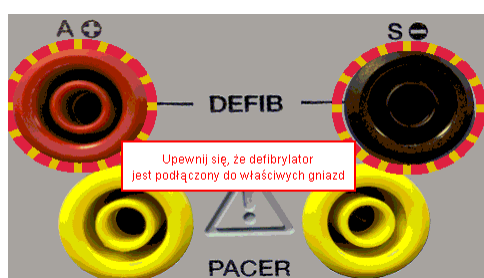 A +
S −
DEFIB
Upewnij się, że defibrylator
jest podłączony do właściwych gniazd
PACER